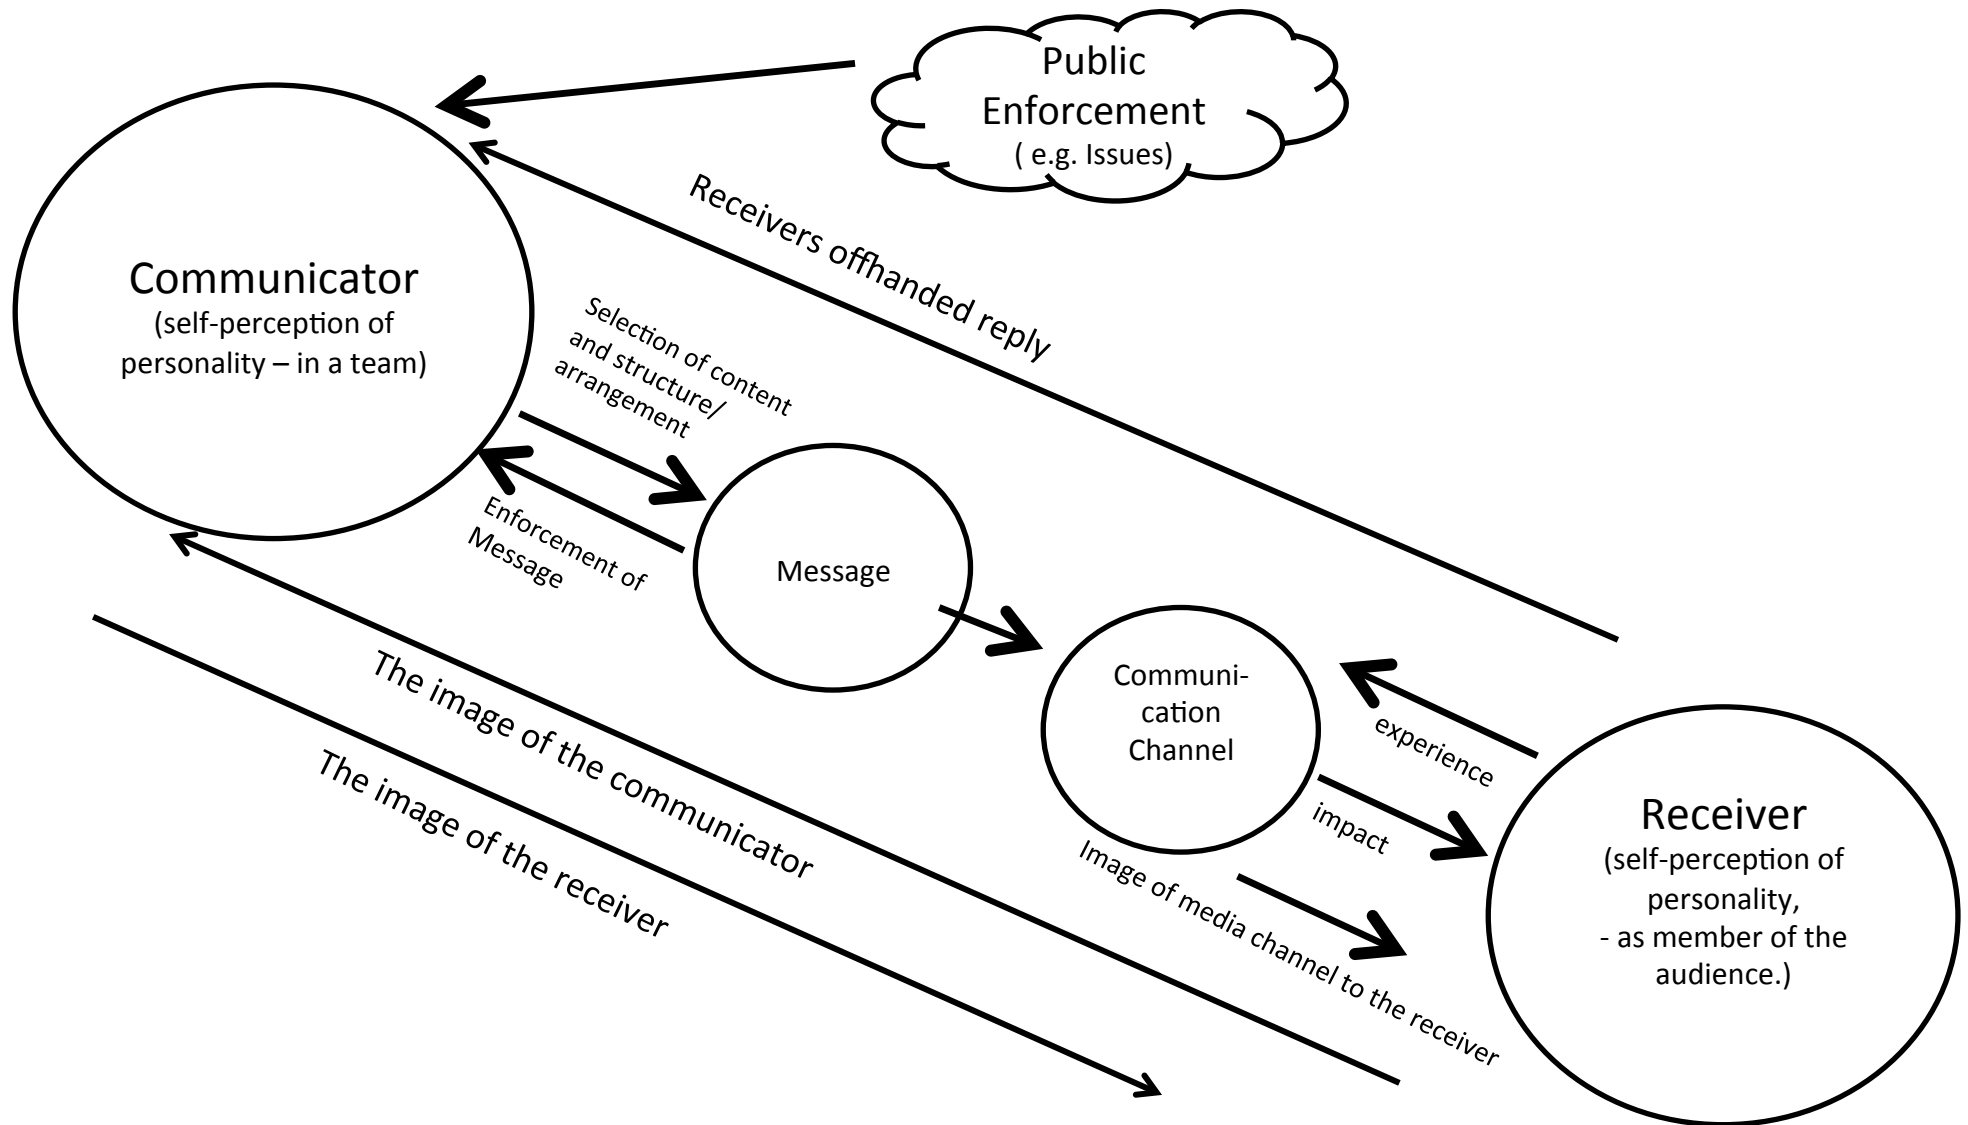 Public
Enforcement
( e.g. Issues)
Receivers offhanded reply
Communicator
(self-perception of
personality – in a team)
Selection of content
and structure/
arrangement
Enforcement of
Message
Message
The image of the communicator
The image of the receiver
Communi-
cation
Channel
experience
impact
Image of media channel to the receiver
Receiver
(self-perception of
personality,
- as member of the
audience.)